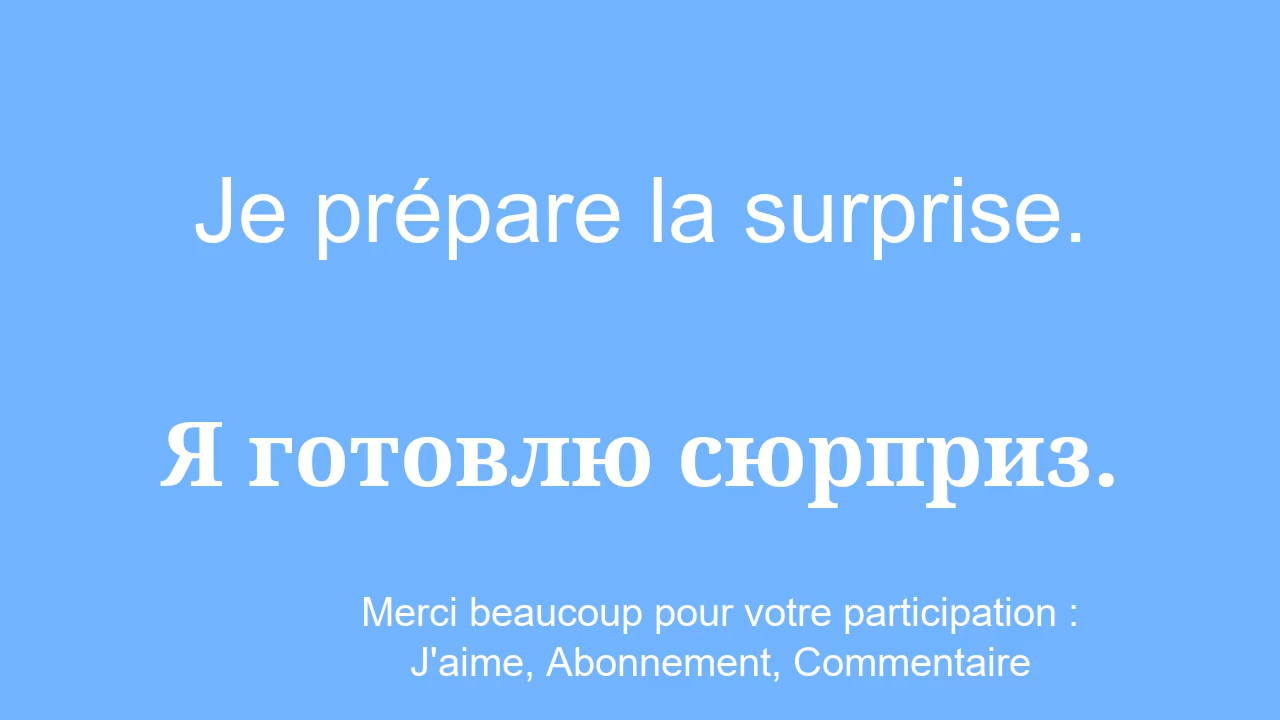 Je prépare la surprise.
Я готовлю сюрприз.
Merci beaucoup pour votre participation :
J'aime, Abonnement, Commentaire